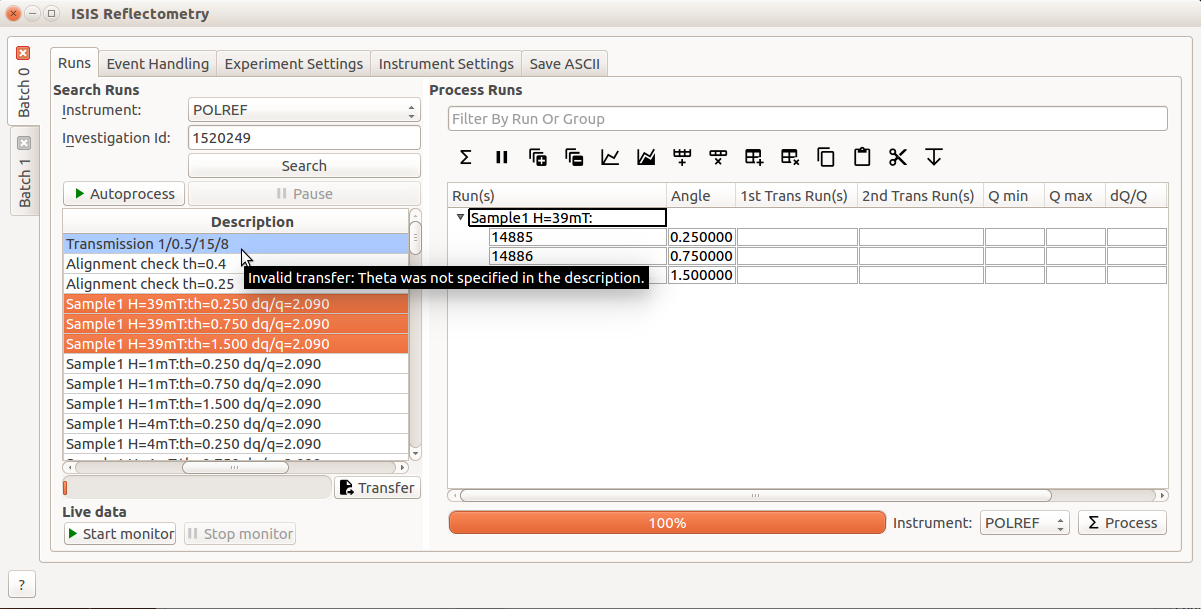 ISIS Reflectometry
Batch 0
Batch 1
Runs
Event Handling
Experiment Settings
Instrument Settings
Save ASCII
Search Runs
Instrument:
POLREF
Investigation Id:
1520249
Search
Autoprocess
Pause
Description
Transmission 1/0.5/15/8
Alignment check th=0.4
Alignment check th=0.25
Sample1 H=39mT:th=0.250 dq/q=2.090
Sample1 H=39mT:th=0.750 dq/q=2.090
Sample1 H=39mT:th=1.500 dq/q=2.090
Sample1 H=1mT:th=0.250 dq/q=2.090
Sample1 H=1mT:th=0.750 dq/q=2.090
Sample1 H=1mT:th=1.500 dq/q=2.090
Sample1 H=4mT:th=0.250 dq/q=2.090
Sample1 H=4mT:th=0.250 dq/q=2.090
Transfer
Live data
Start monitor
Stop monitor
?
Invalid transfer: Theta was not specified in the description.
Process Runs
Filter By Run Or Group
Run(s) Angle 1st Trans Run(s) 2nd Trans Run(s) Q min Q max dQ/Q
Sample1 H=39mT:
14885 0.250000
14886 0.750000
1.500000
100%
Instrument:
POLREF
Σ Process